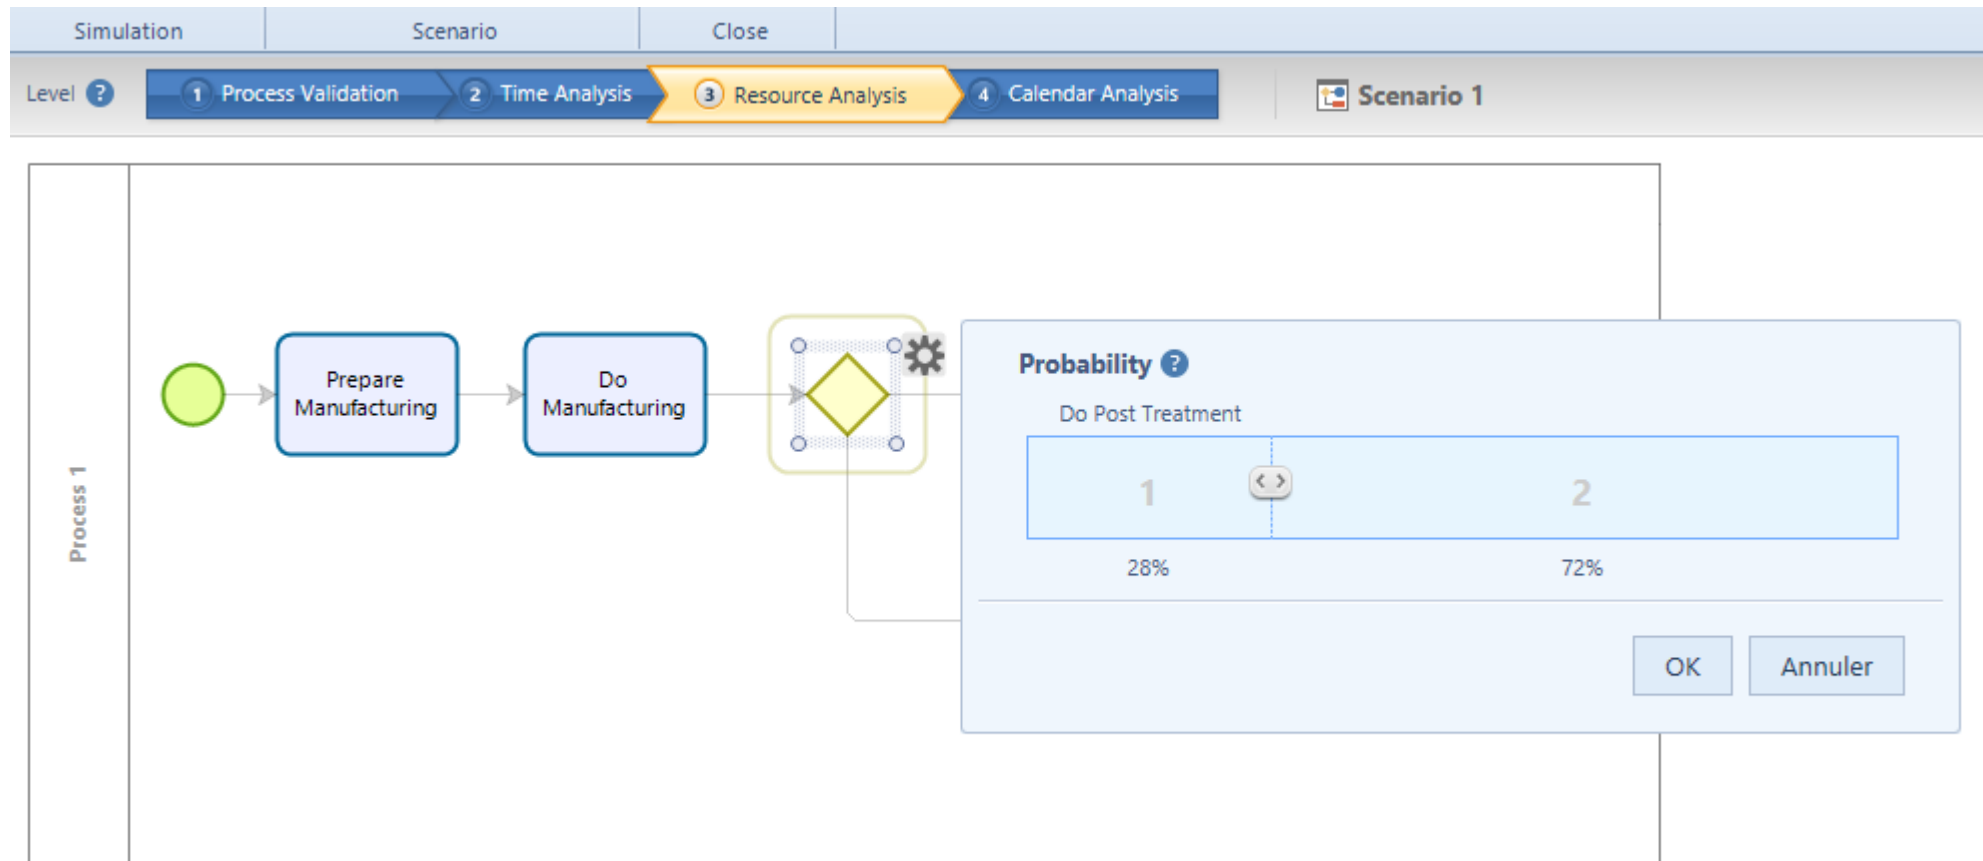 Simulation Scenario Close
Level ? 1 Process Validation 2 Time Analysis 3 Resource Analysis 4 Calendar Analysis Scenario 1
Process 1
Prepare
Manufacturing
Do
Manufacturing
Probability ?
Do Post Treatment
1 2
28% 72%
OK Annuler